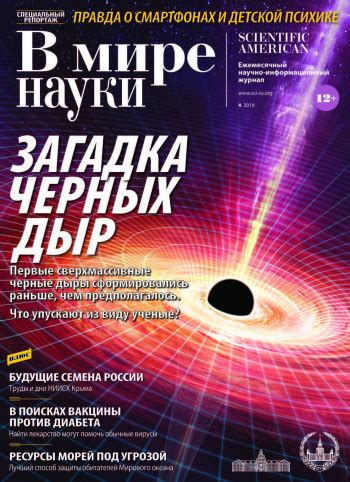 СПЕЦИАЛЬНЫЙ
РЕПОРТАЖ
ПРАВДА О СМАРТФОНАХ И ДЕТСКОЙ ПСИХИКЕ
В мире
науки
SCIENTIFIC
AMERICAN
Ежемесячный
научно-информационный
журнал
www.sci-ru.org
4 2018
12+
ЗАГАДКА
ЧЕРНЫХ
ДЫР
Первые сверхмассивные
черные дыры сформировались
раньше, чем предполагалось.
Что упускают из виду ученые?
ПЛЮС
БУДУЩИЕ СЕМЕНА РОССИИ
Труды и дни НИИСХ Крыма
В ПОИСКАХ ВАКЦИНЫ
ПРОТИВ ДИАБЕТА
Найти лекарство могут помочь обычные вирусы
РЕСУРСЫ МОРЕЙ ПОД УГРОЗОЙ
Лучший способ защиты обитателей Мирового океана